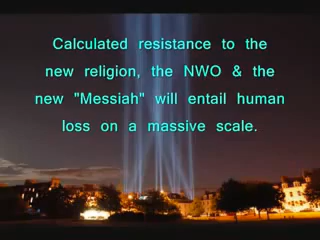 Calculated resistance to the
new religion, the NWO & the
new "Messiah" will entail human
loss on a massive scale.